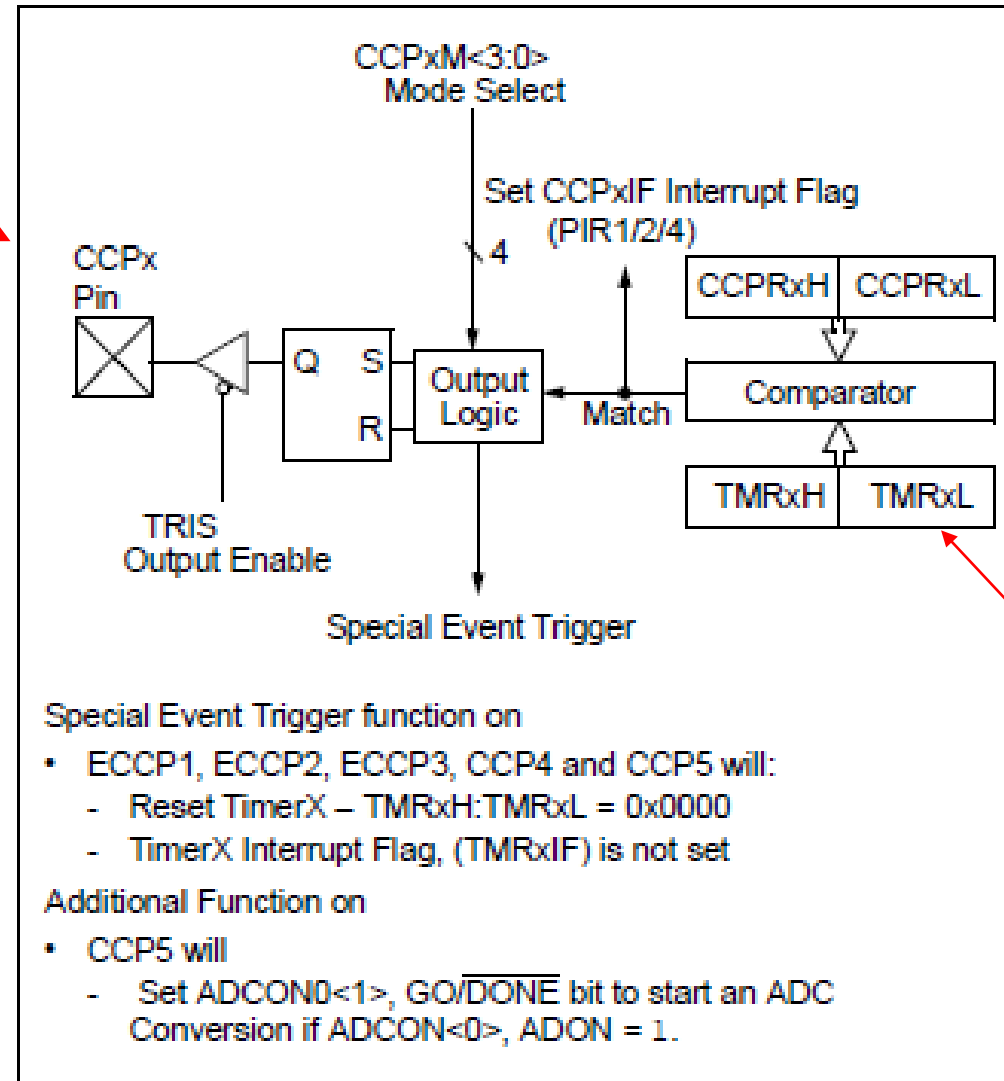 CCPxM<3:0>
Mode Select
Set CCPxIF Interrupt Flag
(PIR1/2/4)
4
CCPx
Pin
CCPRxH CCPRxL
Q S
R
Output
Logic
Match
Comparator
TMRxH TMRxL
TRIS
Output Enable
Special Event Trigger
Special Event Trigger function on
• ECCP1, ECCP2, ECCP3, CCP4 and CCP5 will:
- Reset TimerX – TMRxH:TMRxL = 0x0000
- TimerX Interrupt Flag, (TMRxIF) is not set
Additional Function on
• CCP5 will
- Set ADCON0<1>, GO/D̅O̅N̅E̅ bit to start an ADC
Conversion if ADCON<0>, ADON = 1.